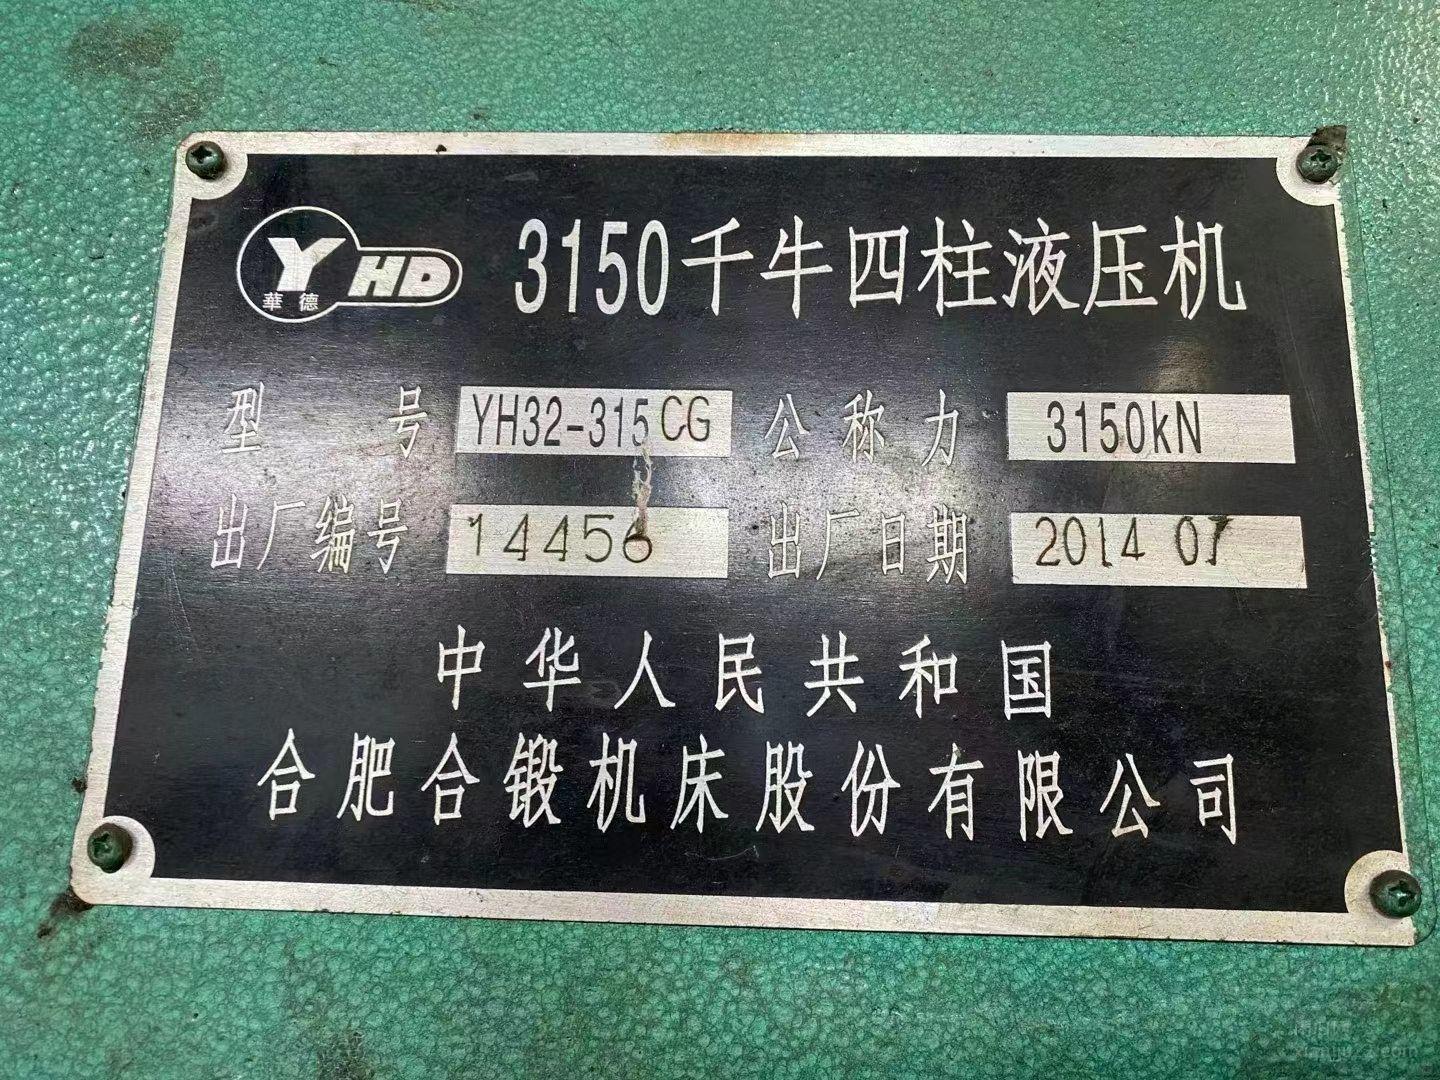 Y HD 華德
3150千牛四柱液压机
型 号 YH32-315CG 公称力 3150kN
出厂编号 14456 出厂日期 2014 07
中华人民共和国
合肥合锻机床股份有限公司